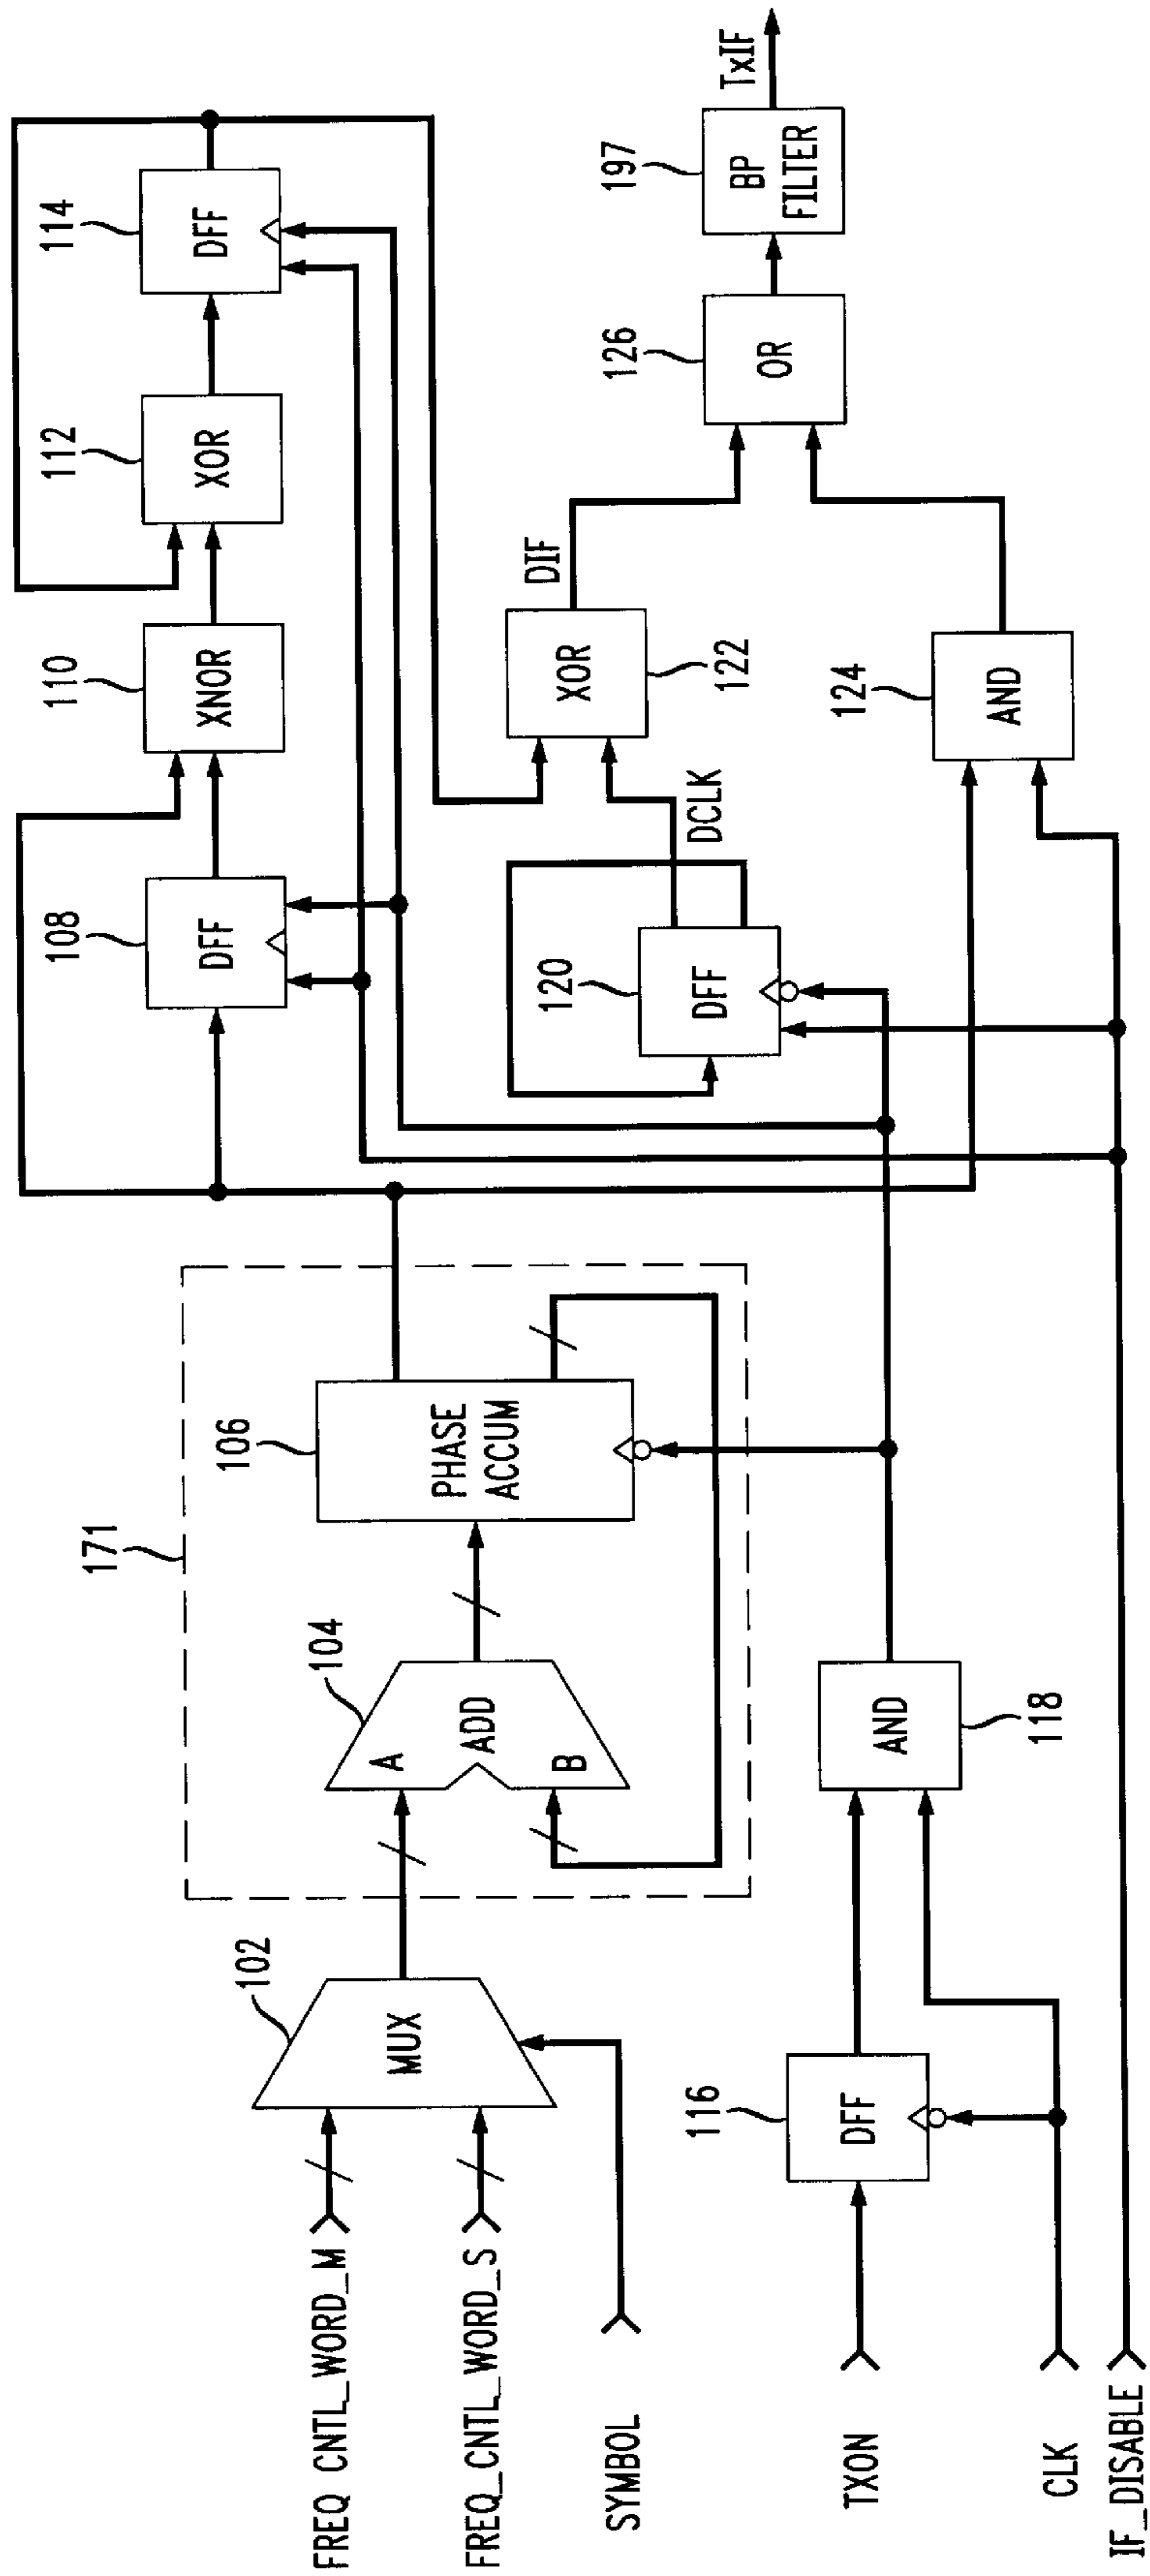 FREQ CNTL_WORD_M
FREQ_CNTL_WORD_S
SYMBOL
TXON
CLK
IF_DISABLE
102
MUX
171
104
A
ADD
B
106
PHASE
ACCUM
116
DFF
AND
118
108
DFF
110
XNOR
112
XOR
114
DFF
120
DFF
DCLK
XOR
122
DIF
124
AND
126
OR
197
BP
FILTER
TxIF